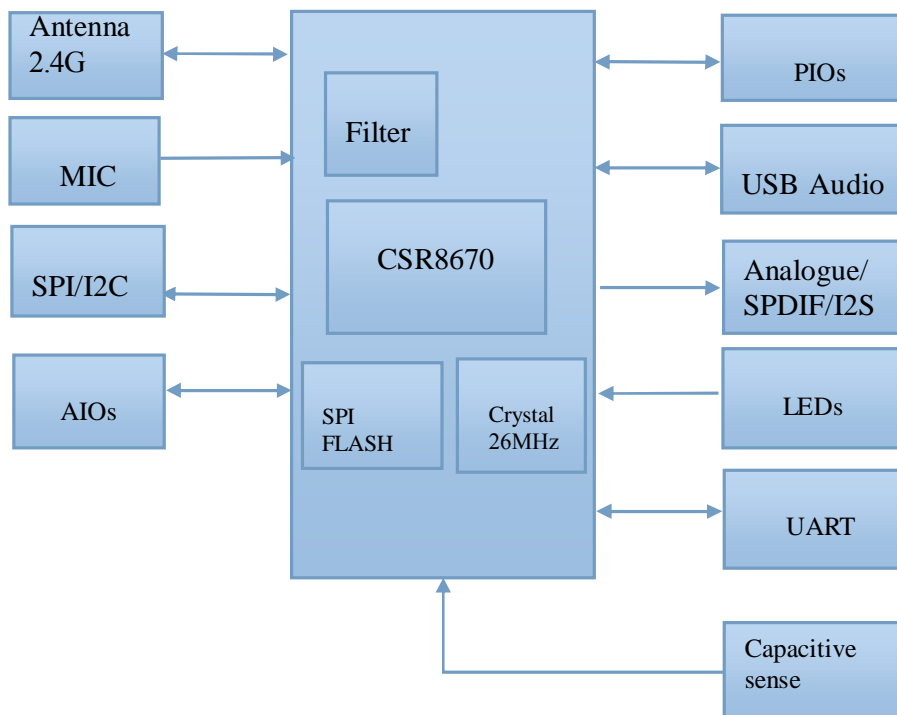 Antenna
2.4G
MIC
SPI/I2C
AIOs
Filter
CSR8670
SPI
FLASH
Crystal
26MHz
PIOs
USB Audio
Analogue/
SPDIF/I2S
LEDs
UART
Capacitive
sense